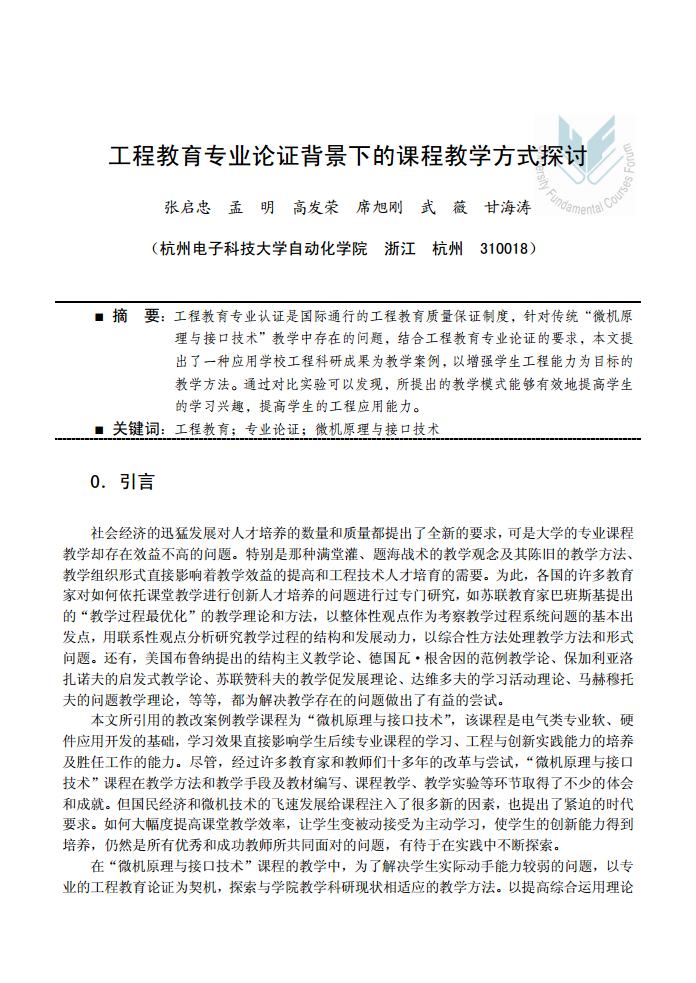 工程教育专业论证背景下的课程教学方式探讨
University Fundamental Courses Forum
张启忠 孟 明 高发荣 席旭刚 武 薇 甘海涛
（杭州电子科技大学自动化学院 浙江 杭州 310018）
■ 摘 要：工程教育专业认证是国际通行的工程教育质量保证制度，针对传统“微机原
理与接口技术”教学中存在的问题，结合工程教育专业论证的要求，本文提
出了一种应用学校工程科研成果为教学案例，以增强学生工程能力为目标的
教学方法。通过对比实验可以发现，所提出的教学模式能够有效地提高学生
的学习兴趣，提高学生的工程应用能力。
■ 关键词：工程教育；专业论证；微机原理与接口技术
0．引言
社会经济的迅猛发展对人才培养的数量和质量都提出了全新的要求，可是大学的专业课程
教学却存在效益不高的问题。特别是那种满堂灌、题海战术的教学观念及其陈旧的教学方法、
教学组织形式直接影响着教学效益的提高和工程技术人才培育的需要。为此，各国的许多教育
家对如何依托课堂教学进行创新人才培养的问题进行过专门研究，如苏联教育家巴班斯基提出
的“教学过程最优化”的教学理论和方法，以整体性观点作为考察教学过程系统问题的基本出
发点，用联系性观点分析研究教学过程的结构和发展动力，以综合性方法处理教学方法和形式
问题。还有，美国布鲁纳提出的结构主义教学论、德国瓦·根舍因的范例教学论、保加利亚洛
扎诺夫的启发式教学论、苏联赞科夫的教学促发展理论、达维多夫的学习活动理论、马赫穆托
夫的问题教学理论，等等，都为解决教学存在的问题做出了有益的尝试。
本文所引用的教改案例教学课程为“微机原理与接口技术”，该课程是电气类专业软、硬
件应用开发的基础，学习效果直接影响学生后续专业课程的学习、工程与创新实践能力的培养
及胜任工作的能力。尽管，经过许多教育家和教师们十多年的改革与尝试，“微机原理与接口
技术”课程在教学方法和教学手段及教材编写、课程教学、教学实验等环节取得了不少的体会
和成就。但国民经济和微机技术的飞速发展给课程注入了很多新的因素，也提出了紧迫的时代
要求。如何大幅度提高课堂教学效率，让学生变被动接受为主动学习，使学生的创新能力得到
培养，仍然是所有优秀和成功教师所共同面对的问题，有待于在实践中不断探索。
在“微机原理与接口技术”课程的教学中，为了解决学生实际动手能力较弱的问题，以专
业的工程教育论证为契机，探索与学院教学科研现状相适应的教学方法。以提高综合运用理论